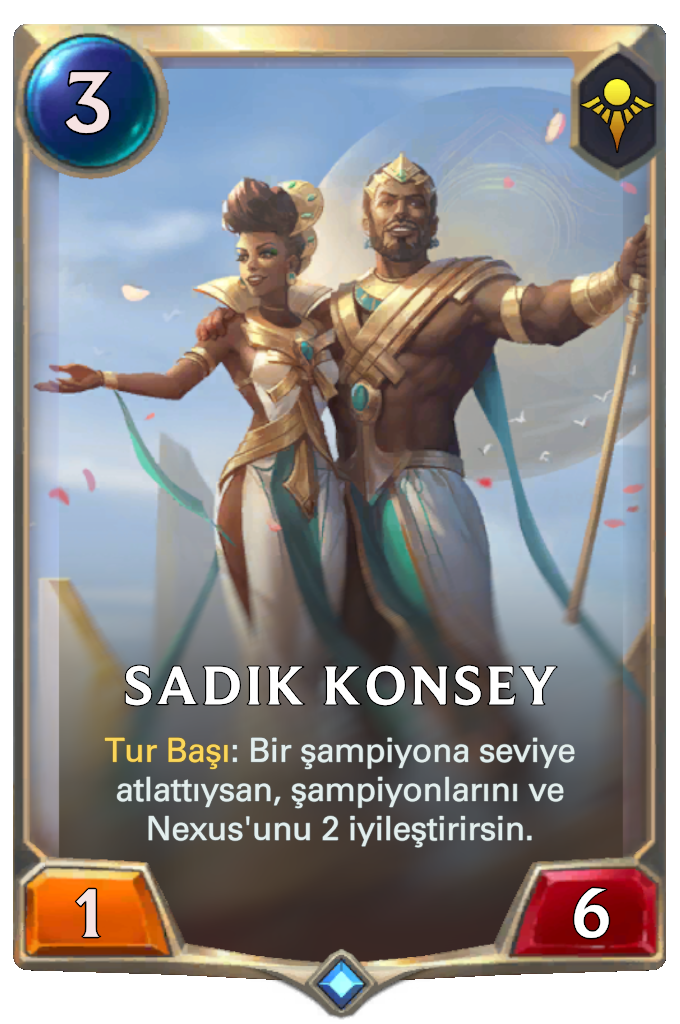 3
SADIK KONSEY
Tur Başı: Bir şampiyona seviye
atlattıysan, şampiyonlarını ve
Nexus'unu 2 iyileştirirsin.
1
6